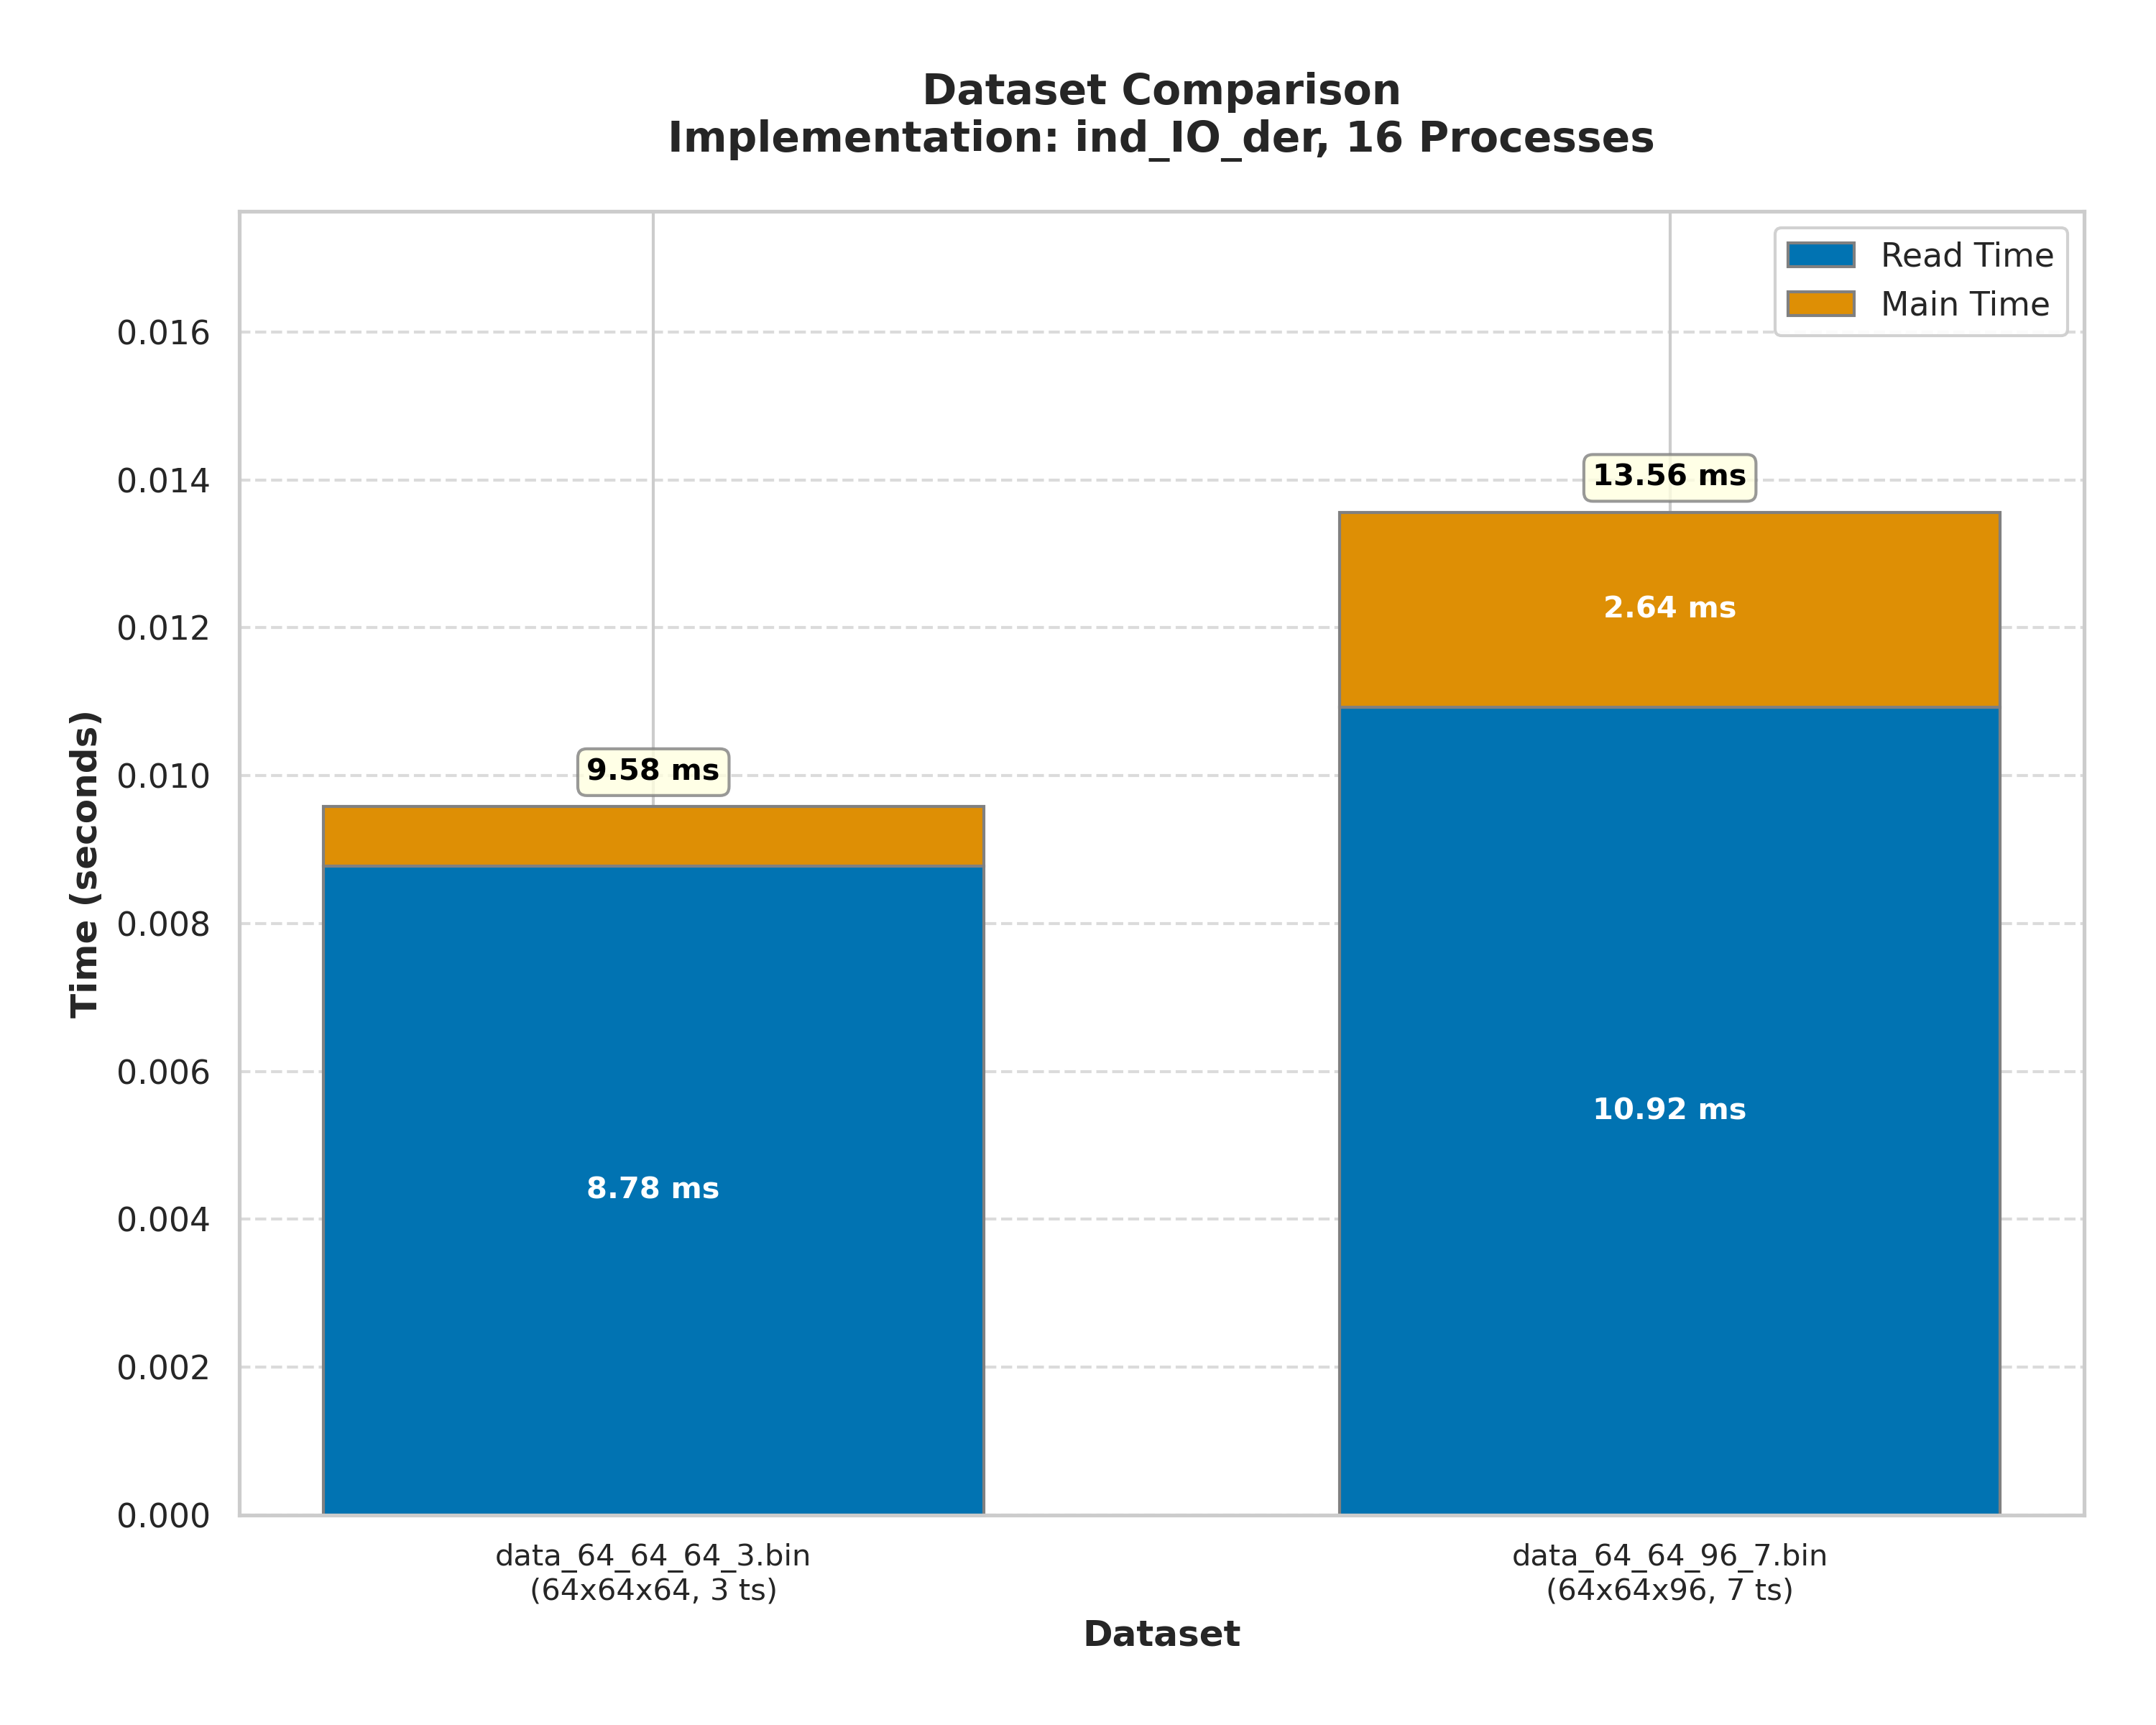 Dataset Comparison
Implementation: ind_IO_der, 16 Processes
Read Time
Main Time
Time (seconds)
0.016
0.014
0.012
0.010
0.008
0.006
0.004
0.002
0.000
9.58 ms
8.78 ms
13.56 ms
2.64 ms
10.92 ms
data_64_64_64_3.bin
(64x64x64, 3 ts)
data_64_64_96_7.bin
(64x64x96, 7 ts)
Dataset